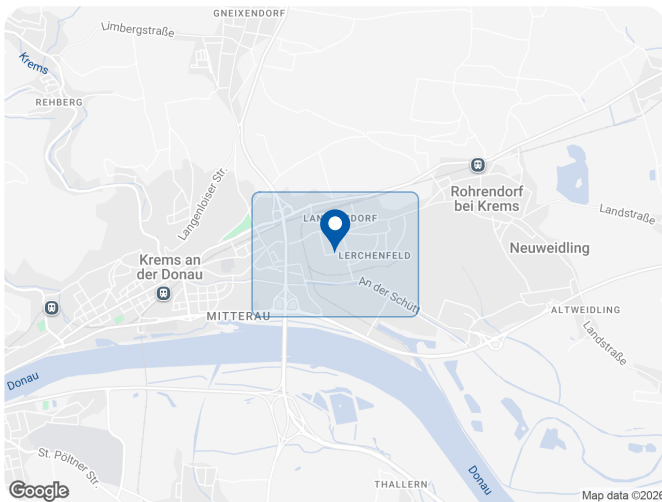 GNEIXENDORF
Limbergstraße
Krems
REHBERG
Langenloiser Str.
Rohrendorf
bei Krems
Landstraße
LERCHENFELD
Neuweidling
Krems an
der Donau
An der Schütt
MITTERAU
ALTWEIDLING
Landstraße
Donau
St. Pöltner Str.
THALLERN
Donau
Google
Map data ©2026